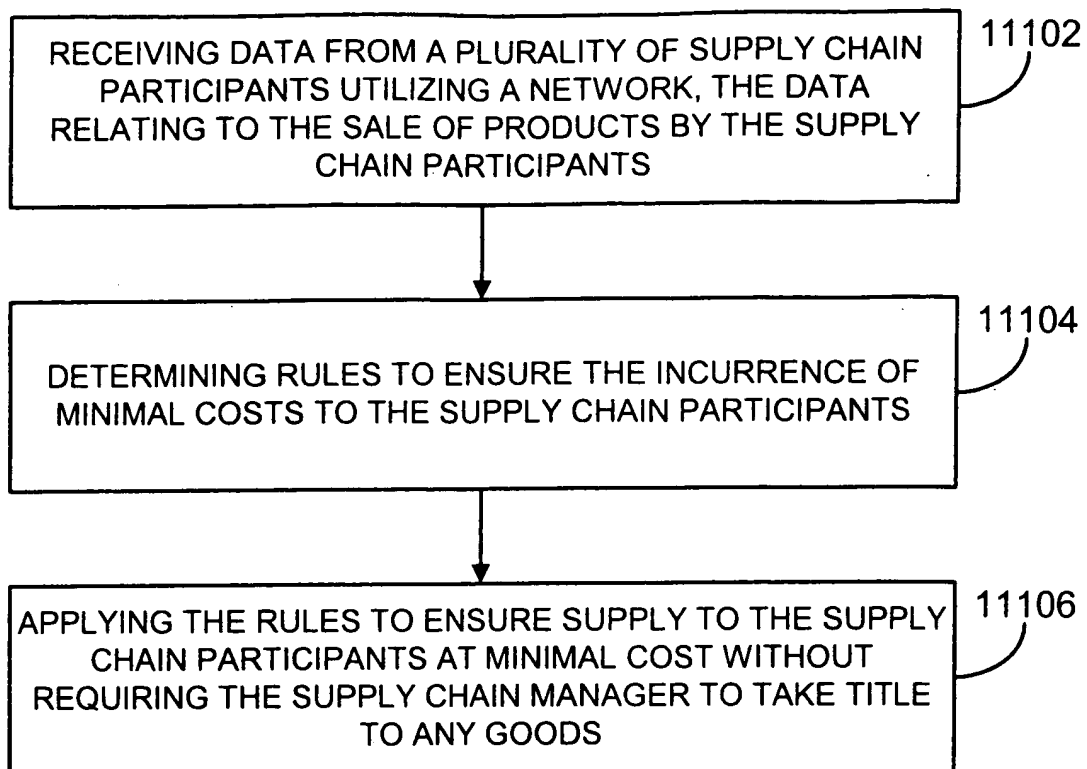 RECEIVING DATA FROM A PLURALITY OF SUPPLY CHAIN
PARTICIPANTS UTILIZING A NETWORK, THE DATA
RELATING TO THE SALE OF PRODUCTS BY THE SUPPLY
CHAIN PARTICIPANTS
11102
DETERMINING RULES TO ENSURE THE INCURRENCE OF
MINIMAL COSTS TO THE SUPPLY CHAIN PARTICIPANTS
11104
APPLYING THE RULES TO ENSURE SUPPLY TO THE SUPPLY
CHAIN PARTICIPANTS AT MINIMAL COST WITHOUT
REQUIRING THE SUPPLY CHAIN MANAGER TO TAKE TITLE
TO ANY GOODS
11106